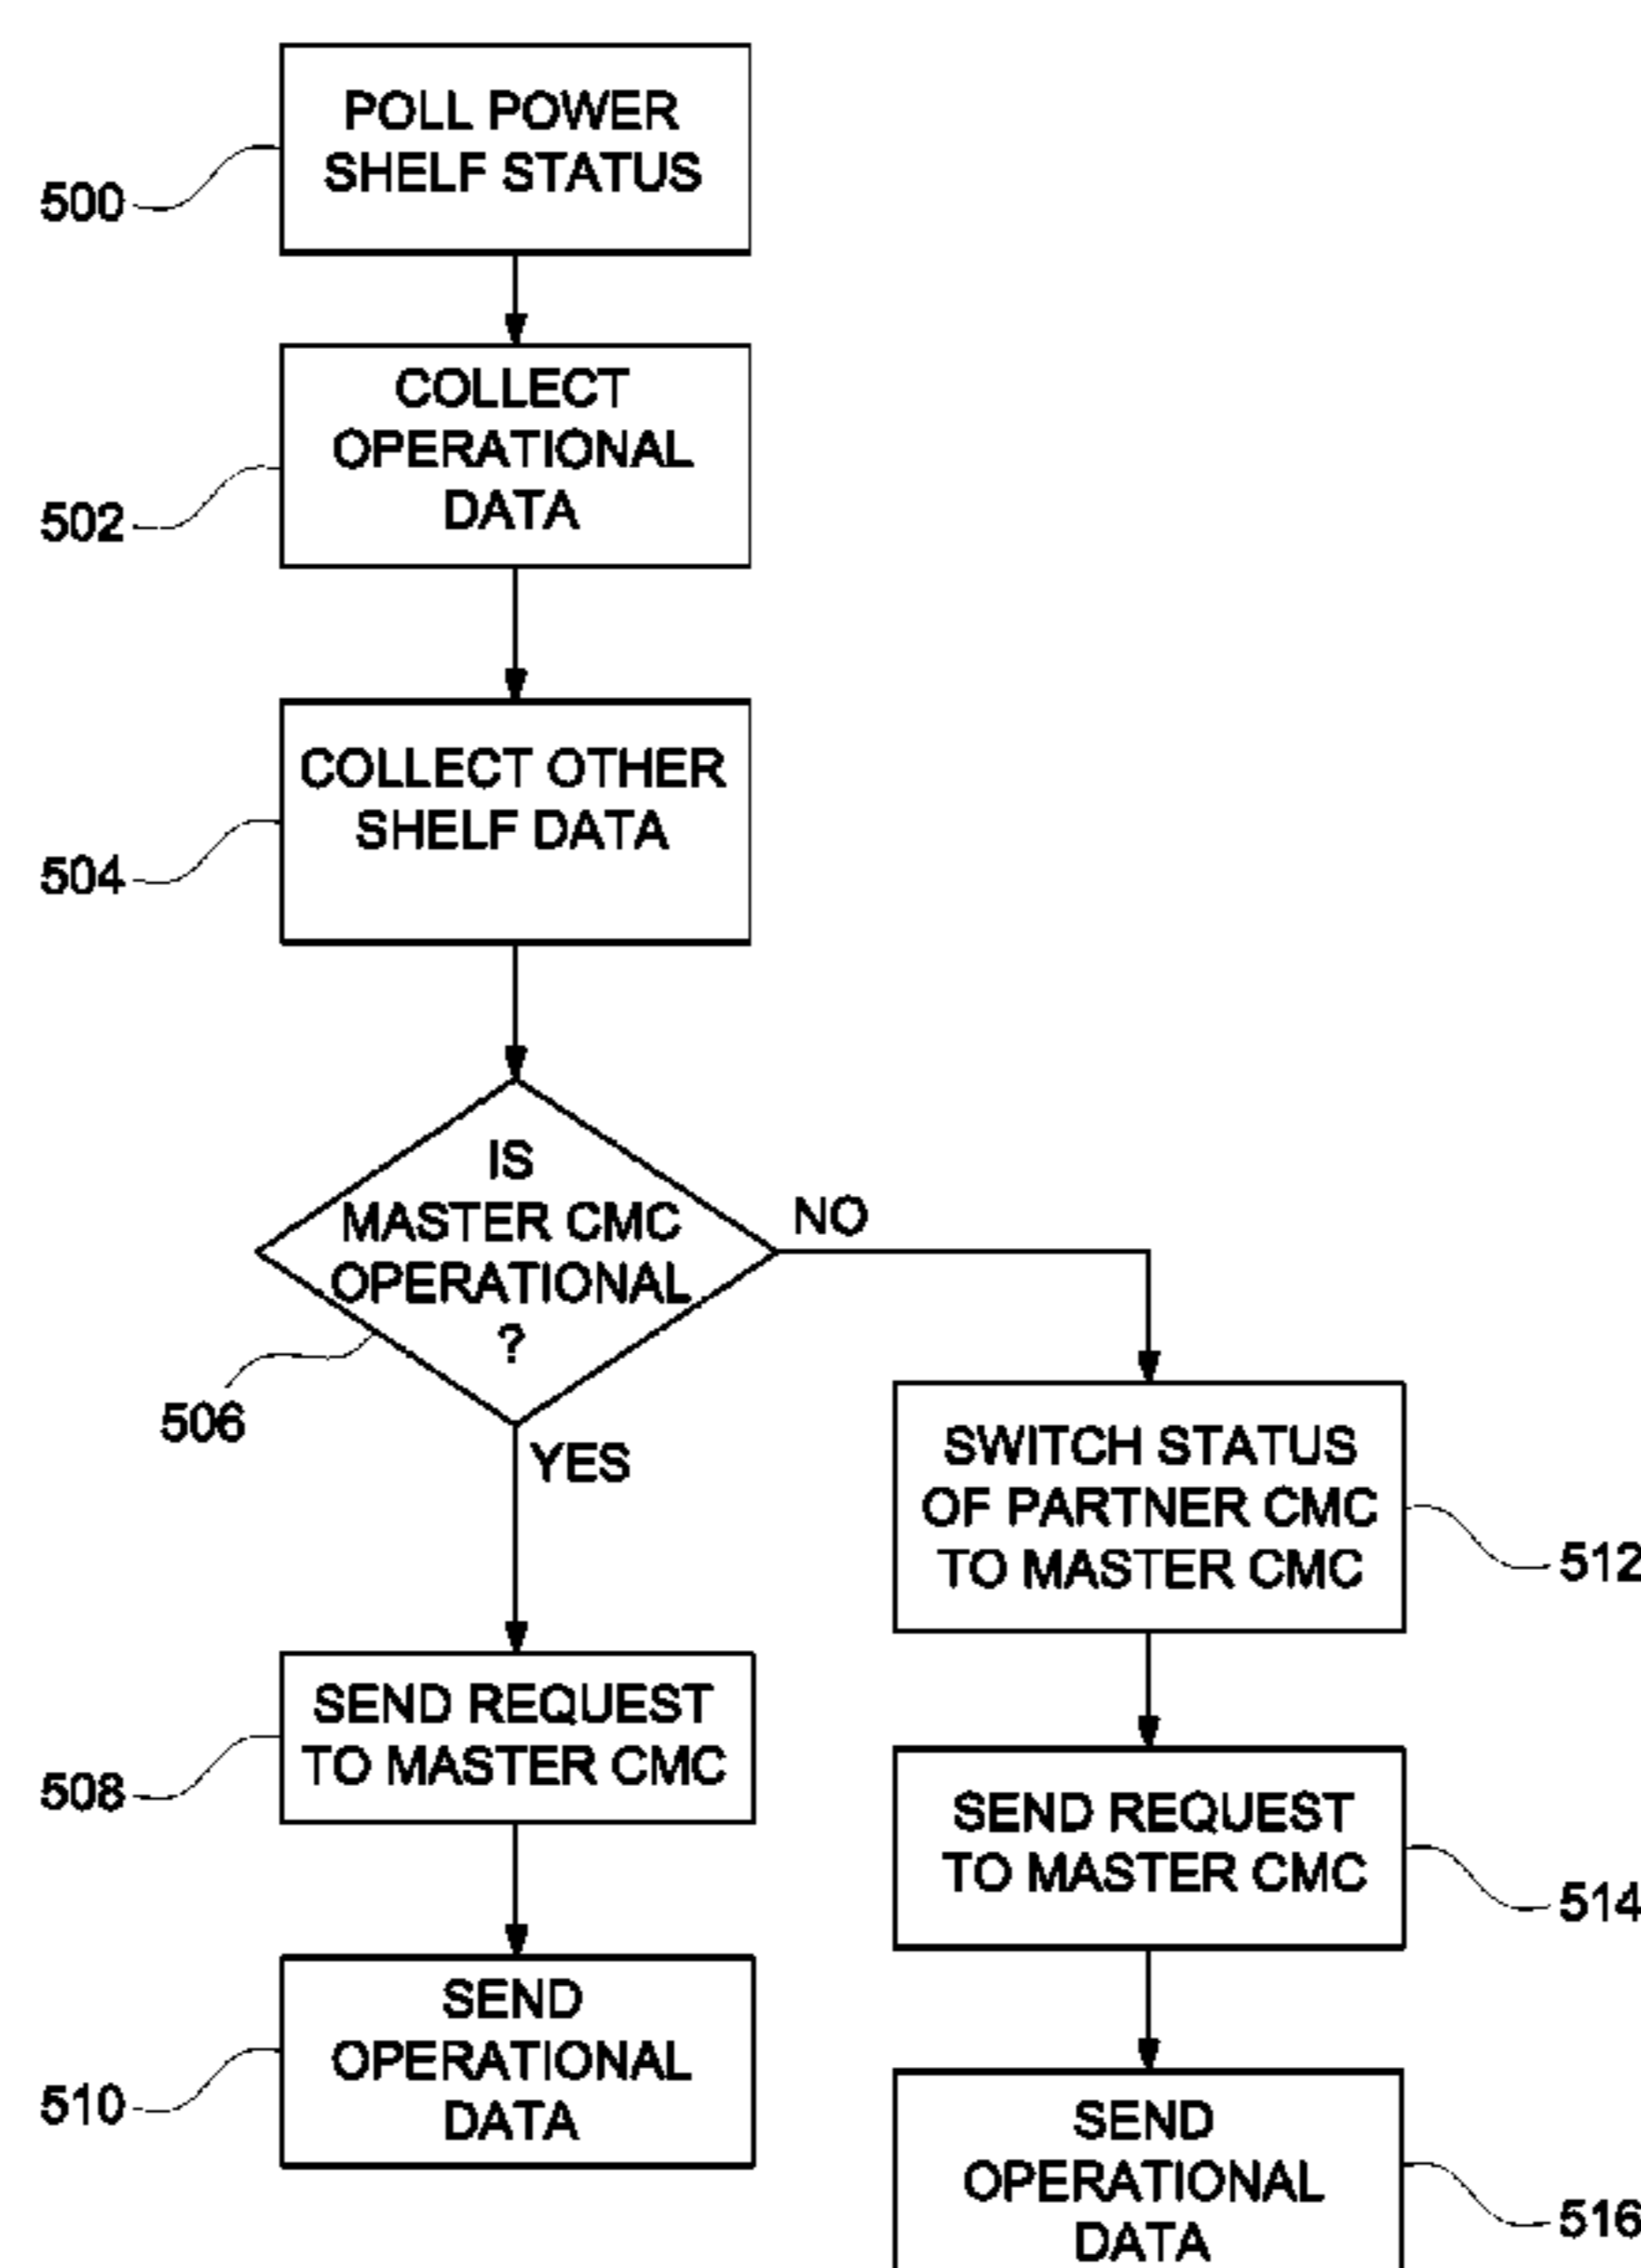 POLL POWER
SHELF STATUS
500
COLLECT
OPERATIONAL
DATA
502
COLLECT OTHER
SHELF DATA
504
IS
MASTER CMC
OPERATIONAL
?
506
NO
YES
SWITCH STATUS
OF PARTNER CMC
TO MASTER CMC
512
SEND REQUEST
TO MASTER CMC
508
SEND REQUEST
TO MASTER CMC
514
SEND
OPERATIONAL
DATA
510
SEND
OPERATIONAL
DATA
516